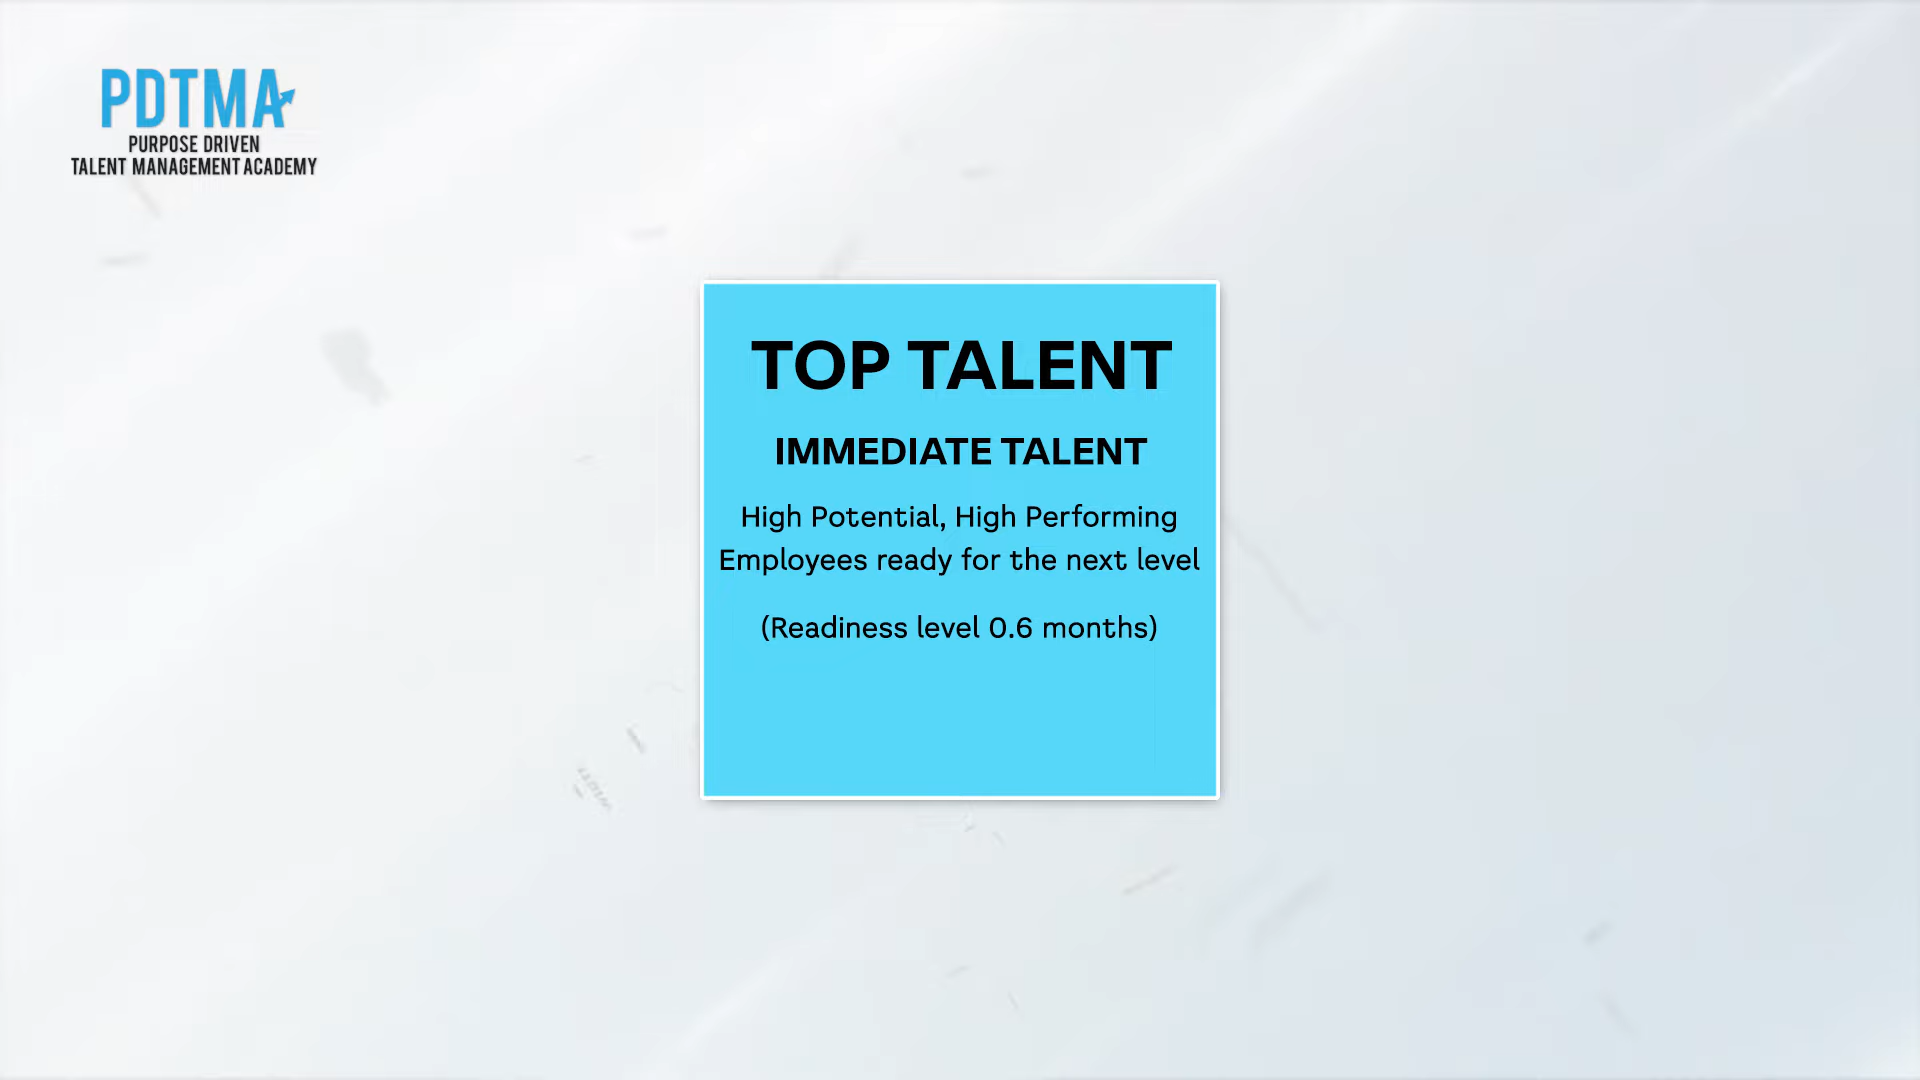 PDTMA
PURPOSE DRIVEN
TALENT MANAGEMENT ACADEMY
TOP TALENT
IMMEDIATE TALENT
High Potential, High Performing
Employees ready for the next level
(Readiness level 0.6 months)